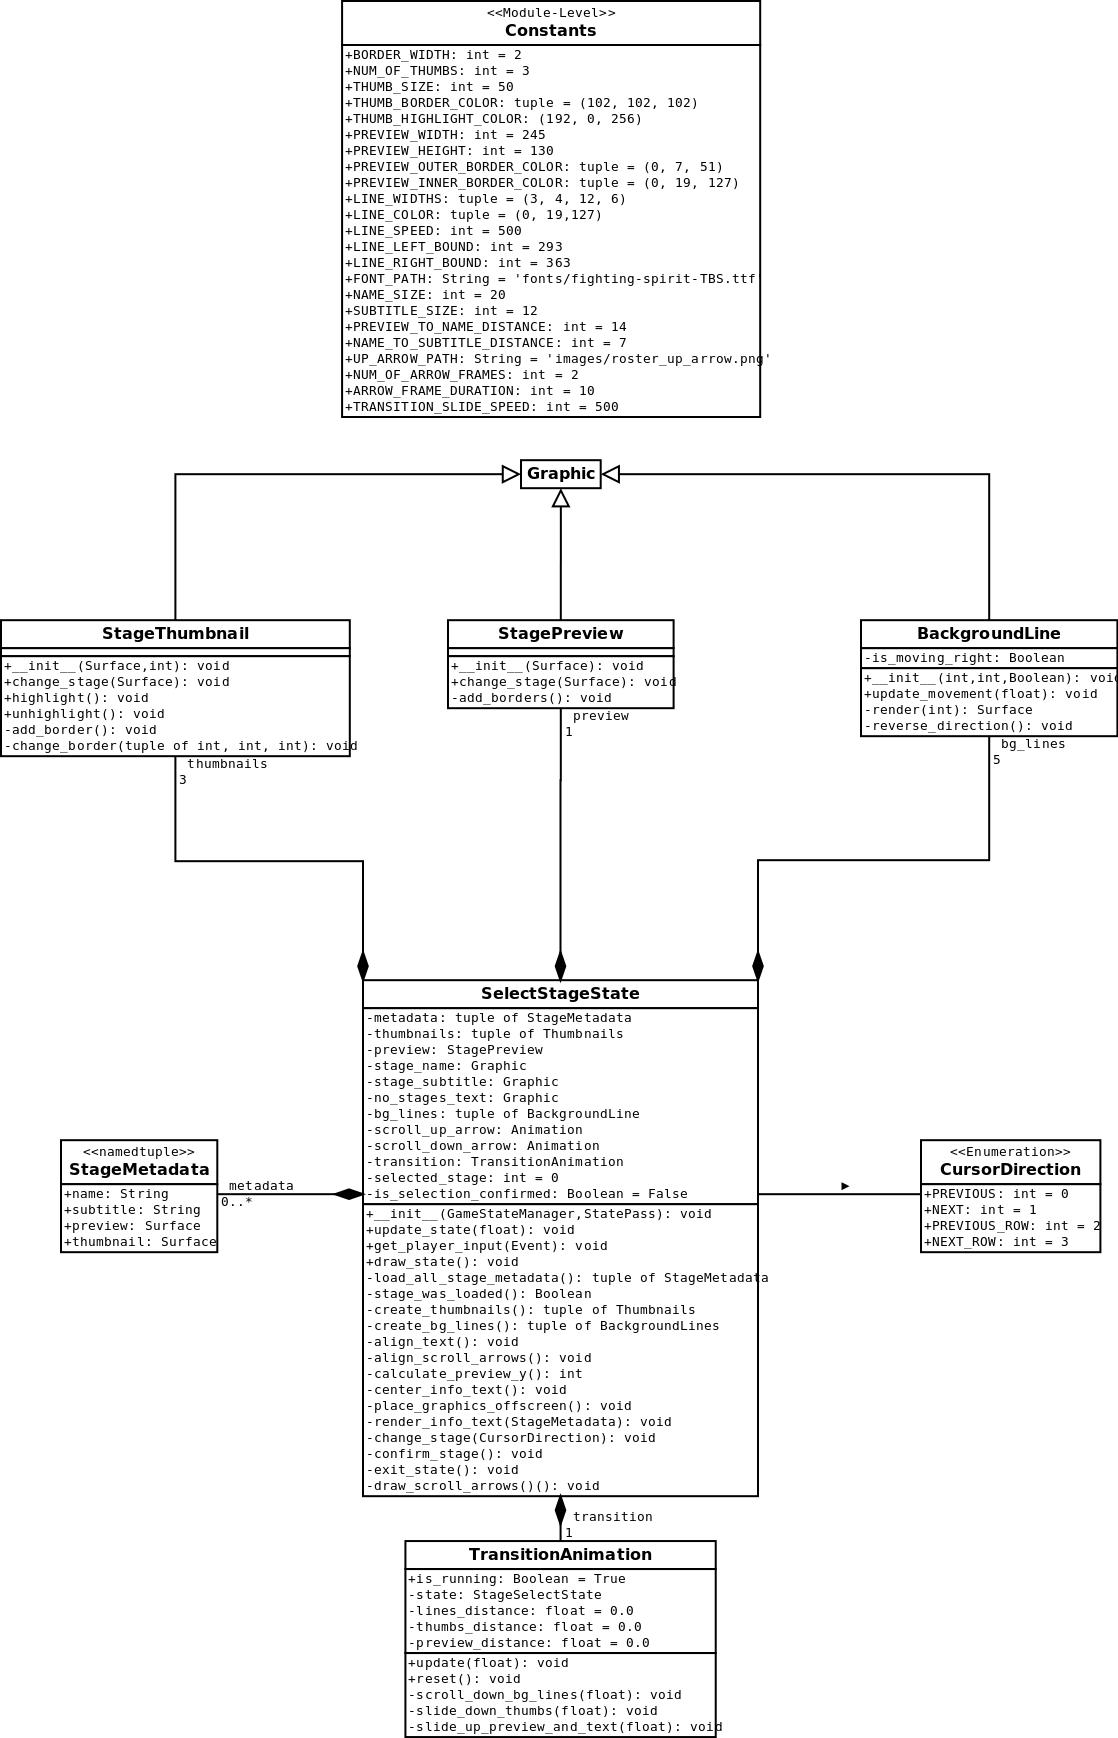 <<Module-Level>>
Constants
+BORDER_WIDTH: int = 2
+NUM_OF_THUMBS: int = 3
+THUMB_SIZE: int = 50
+THUMB_BORDER_COLOR: tuple = (102, 102, 102)
+THUMB_HIGHLIGHT_COLOR: (192, 0, 256)
+PREVIEW_WIDTH: int = 245
+PREVIEW_HEIGHT: int = 130
+PREVIEW_OUTER_BORDER_COLOR: tuple = (0, 7, 51)
+PREVIEW_INNER_BORDER_COLOR: tuple = (0, 19, 127)
+LINE_WIDTHS: tuple = (3, 4, 12, 6)
+LINE_COLOR: tuple = (0, 19,127)
+LINE_SPEED: int = 500
+LINE_LEFT_BOUND: int = 293
+LINE_RIGHT_BOUND: int = 363
+FONT_PATH: String = 'fonts/fighting-spirit-TBS.ttf'
+NAME_SIZE: int = 20
+SUBTITLE_SIZE: int = 12
+PREVIEW_TO_NAME_DISTANCE: int = 14
+NAME_TO_SUBTITLE_DISTANCE: int = 7
+UP_ARROW_PATH: String = 'images/roster_up_arrow.png'
+NUM_OF_ARROW_FRAMES: int = 2
+ARROW_FRAME_DURATION: int = 10
+TRANSITION_SLIDE_SPEED: int = 500
Graphic
StageThumbnail
+__init__(Surface,int): void
+change_stage(Surface): void
+highlight(): void
+unhighlight(): void
-add_border(): void
-change_border(tuple of int, int, int): void
thumbnails
3
StagePreview
+__init__(Surface): void
+change_stage(Surface): void
-add_borders(): void
preview
1
BackgroundLine
-is_moving_right: Boolean
+__init__(int,int,Boolean): void
+update_movement(float): void
-render(int): Surface
-reverse_direction(): void
bg_lines
5
SelectStageState
-metadata: tuple of StageMetadata
-thumbnails: tuple of Thumbnails
-preview: StagePreview
-stage_name: Graphic
-stage_subtitle: Graphic
-no_stages_text: Graphic
-bg_lines: tuple of BackgroundLine
-scroll_up_arrow: Animation
-scroll_down_arrow: Animation
-transition: TransitionAnimation
-selected_stage: int = 0
-is_selection_confirmed: Boolean = False
+__init__(GameStateManager,StatePass): void
+update_state(float): void
+get_player_input(Event): void
+draw_state(): void
-load_all_stage_metadata(): tuple of StageMetadata
-stage_was_loaded(): Boolean
-create_thumbnails(): tuple of Thumbnails
-create_bg_lines(): tuple of BackgroundLines
-align_text(): void
-align_scroll_arrows(): void
-calculate_preview_y(): int
-center_info_text(): void
-place_graphics_offscreen(): void
-render_info_text(StageMetadata): void
-change_stage(CursorDirection): void
-confirm_stage(): void
-exit_state(): void
-draw_scroll_arrows()(): void
<<namedtuple>>
StageMetadata
+name: String
+subtitle: String
+preview: Surface
+thumbnail: Surface
metadata
0..*
<<Enumeration>>
CursorDirection
+PREVIOUS: int = 0
+NEXT: int = 1
+PREVIOUS_ROW: int = 2
+NEXT_ROW: int = 3
transition
1
TransitionAnimation
+is_running: Boolean = True
-state: StageSelectState
-lines_distance: float = 0.0
-thumbs_distance: float = 0.0
-preview_distance: float = 0.0
+update(float): void
+reset(): void
-scroll_down_bg_lines(float): void
-slide_down_thumbs(float): void
-slide_up_preview_and_text(float): void